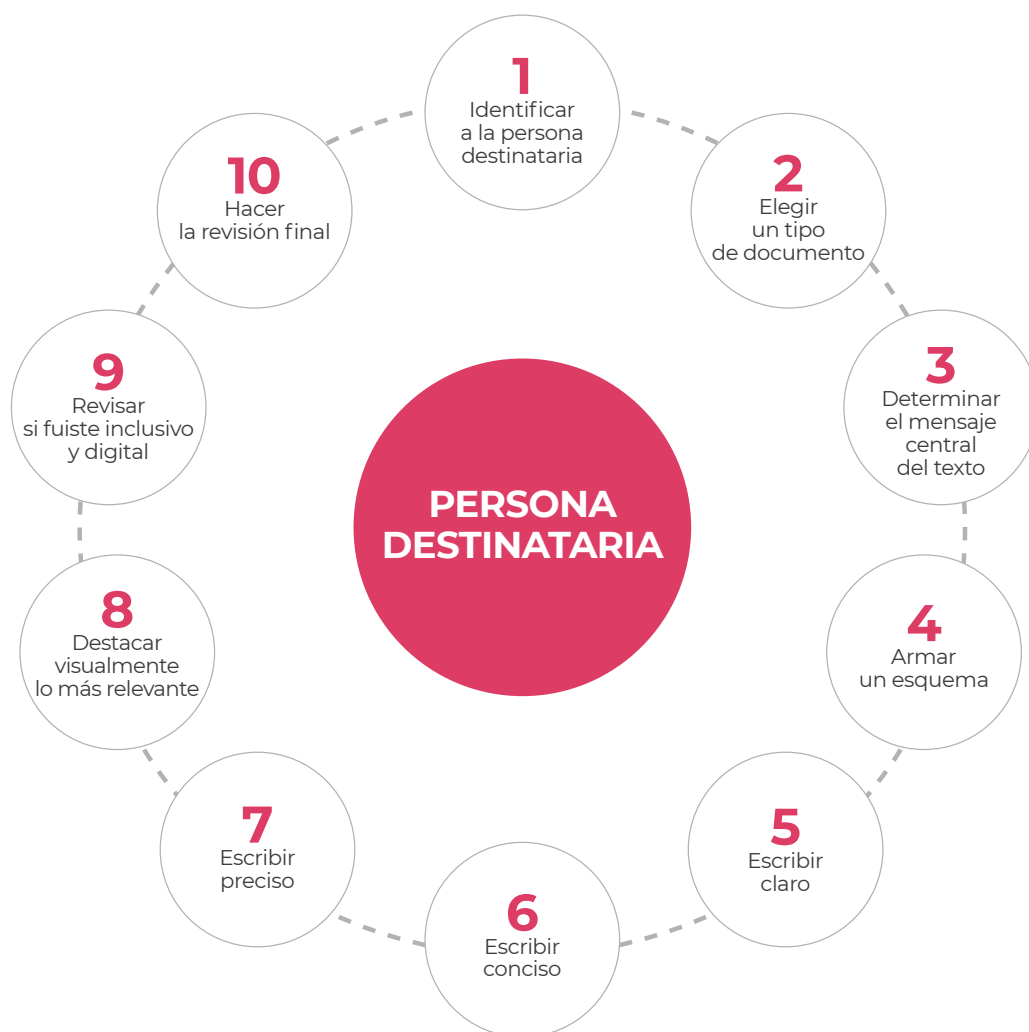 1
Identificar
a la persona
destinataria
2
Elegir
un tipo
de documento
3
Determinar
el mensaje
central
del texto
4
Armar
un esquema
5
Escribir
claro
6
Escribir
conciso
7
Escribir
preciso
8
Destacar
visualmente
lo más relevante
9
Revisar
si fuiste inclusivo
y digital
10
Hacer
la revisión final
PERSONA
DESTINATARIA